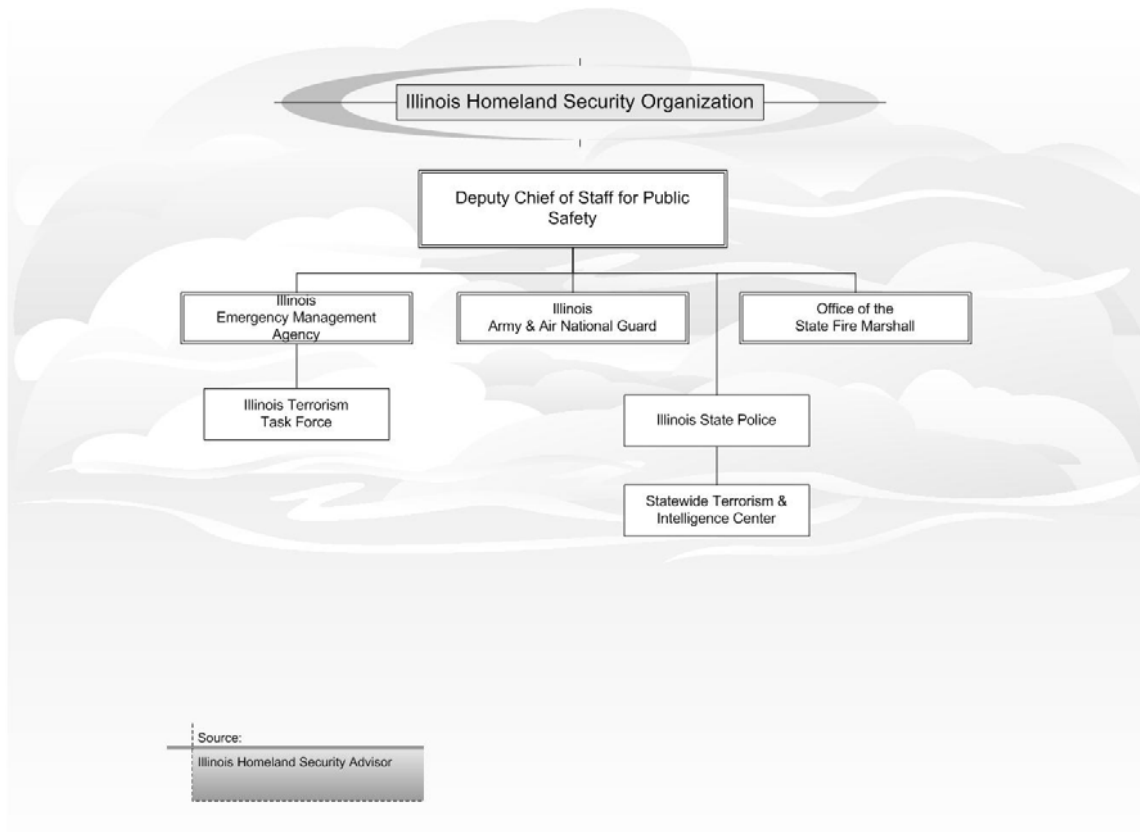 Illinois Homeland Security Organization
Deputy Chief of Staff for Public
Safety
Illinois
Emergency Management
Agency
Illinois
Army & Air National Guard
Office of the
State Fire Marshall
Illinois Terrorism
Task Force
Illinois State Police
Statewide Terrorism &
Intelligence Center
Source:
Illinois Homeland Security Advisor